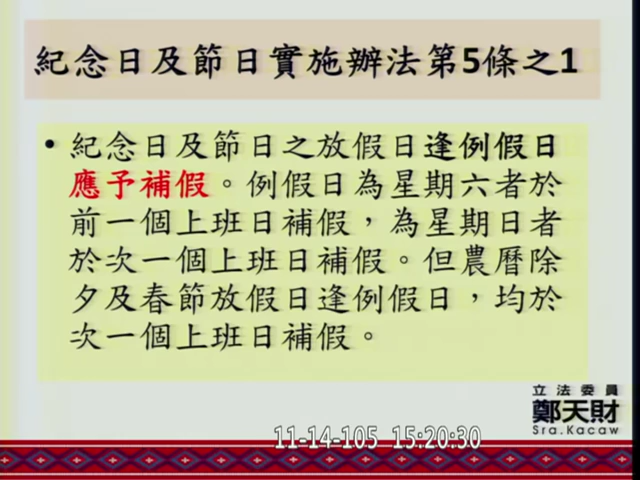 紀念日及節日實施辦法第5條之1
• 紀念日及節日之放假日逢例假日
應予補假。例假日為星期六者於
前一個上班日補假，為星期日者
於次一個上班日補假。但農曆除
夕及春節放假日逢例假日，均於
次一個上班日補假。
立法委員
鄭天財
Sra.Kacaw
11-14-105 15:20:30